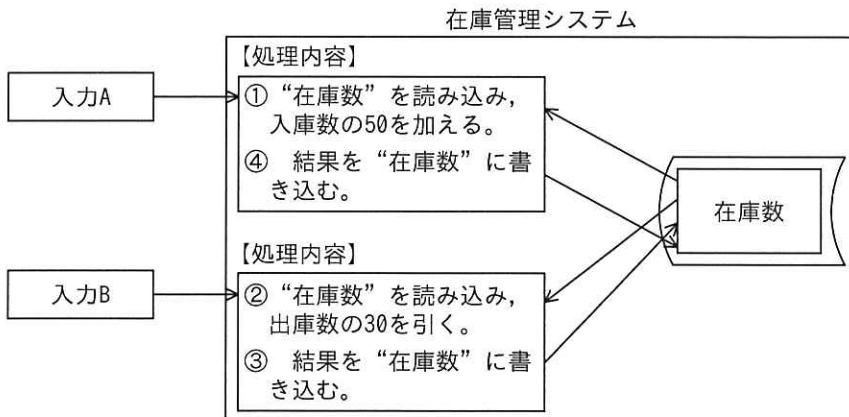 在庫管理システム
【処理内容】
入力A
① “在庫数”を読み込み,
入庫数の50を加える。
④ 結果を“在庫数”に書
き込む。
在庫数
【処理内容】
入力B
② “在庫数”を読み込み,
出庫数の30を引く。
③ 結果を“在庫数”に書
き込む。